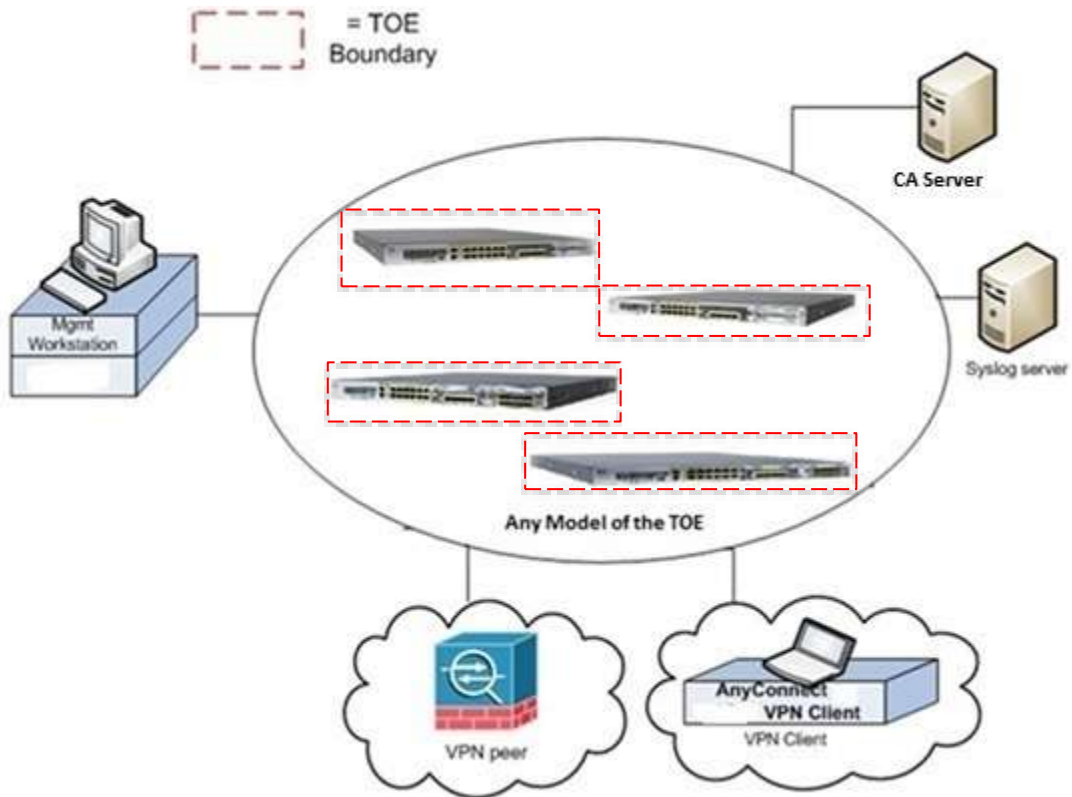 = TOE
Boundary
CA Server
Mgmt
Workstation
Syslog server
Any Model of the TOE
AnyConnect
VPN Client
VPN peer
VPN Client